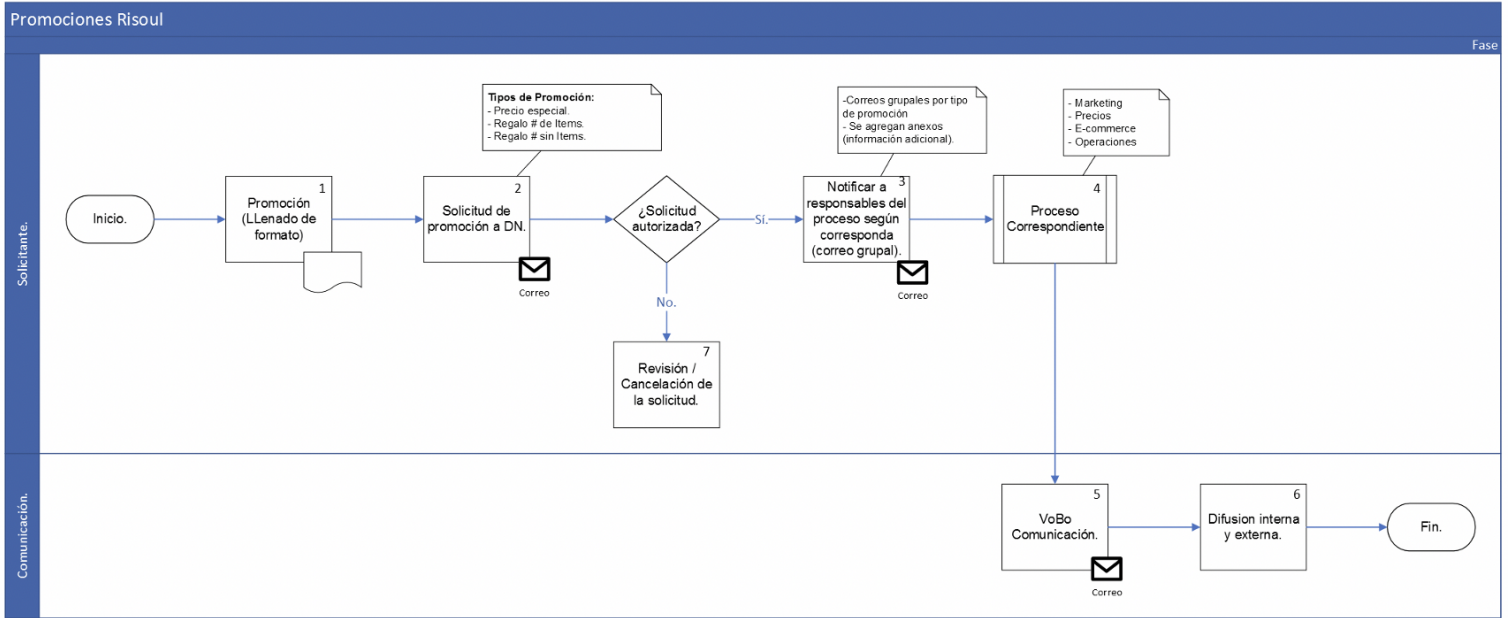 Promociones Risoul
Fase
Solicitante.
Tipos de Promoción:
- Precio especial.
- Regalo # de Items.
- Regalo # sin Items.
-Correos grupales por tipo
de promoción
- Se agregan anexos
(información adicional).
- Marketing
- Precios
- E-commerce
- Operaciones
Inicio.
1
Promoción
(LLenado de
formato)
2
Solicitud de
promoción a DN.
Correo
¿Solicitud
autorizada?
Sí.
3
Notificar a
responsables del
proceso según
corresponda
(correo grupal).
Correo
4
Proceso
Correspondiente
No.
7
Revisión /
Cancelación de
la solicitud.
Comunicación.
5
VoBo
Comunicación.
Correo
6
Difusion interna
y externa.
Fin.